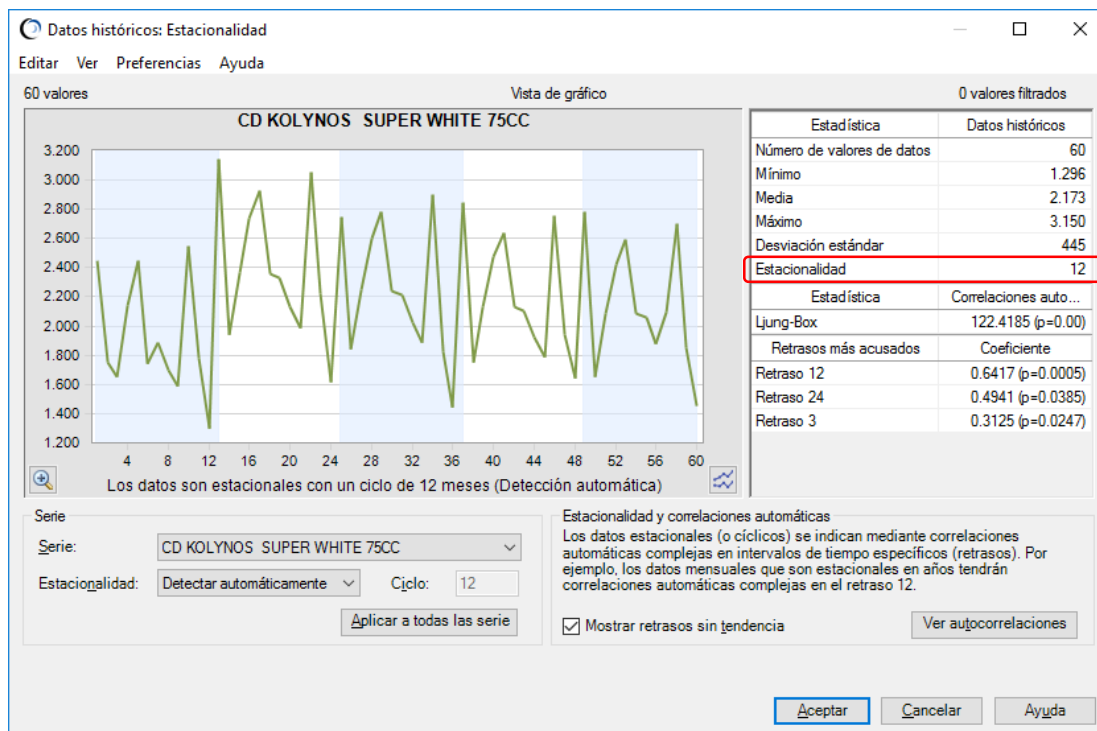 Datos históricos: Estacionalidad
Editar Ver Preferencias Ayuda
60 valores Vista de gráfico 0 valores filtrados
CD KOLYNOS SUPER WHITE 75CC
3.200
3.000
2.800
2.600
2.400
2.200
2.000
1.800
1.600
1.400
1.200
4 8 12 16 20 24 28 32 36 40 44 48 52 56 60
Los datos son estacionales con un ciclo de 12 meses (Detección automática)
Estadística Datos históricos
Número de valores de datos 60
Mínimo 1.296
Media 2.173
Máximo 3.150
Desviación estándar 445
Estacionalidad 12
Estadística Correlaciones auto...
Ljung-Box 122.4185 (p=0.00)
Retrasos más acusados Coeficiente
Retraso 12 0.6417 (p=0.0005)
Retraso 24 0.4941 (p=0.0385)
Retraso 3 0.3125 (p=0.0247)
Serie
Serie: CD KOLYNOS SUPER WHITE 75CC
Estacionalidad: Detectar automáticamente Ciclo: 12
Aplicar a todas las serie
Estacionalidad y correlaciones automáticas
Los datos estacionales (o cíclicos) se indican mediante correlaciones
automáticas complejas en intervalos de tiempo específicos (retrasos). Por
ejemplo, los datos mensuales que son estacionales en años tendrán
correlaciones automáticas complejas en el retraso 12.
Mostrar retrasos sin tendencia Ver autocorrelaciones
Aceptar Cancelar Ayuda